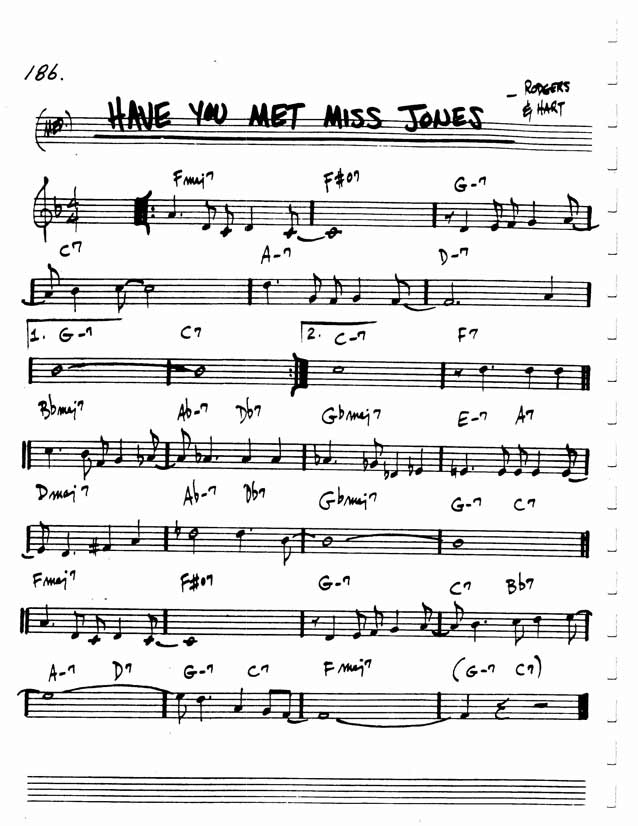 186.
HAVE YOU MET MISS JONES
– RODGERS
& HART
(MED)
Fmaj7 F#o7 G-7
C7 A-7 D-7
1. G-7 C7 2. C-7 F7
Bbmaj7 Ab-7 Db7 Gbmaj7 E-7 A7
Dmaj7 Ab-7 Db7 Gbmaj7 G-7 C7
Fmaj7 F#o7 G-7 C7 Bb7
A-7 D7 G-7 C7 Fmaj7 (G-7 C7)